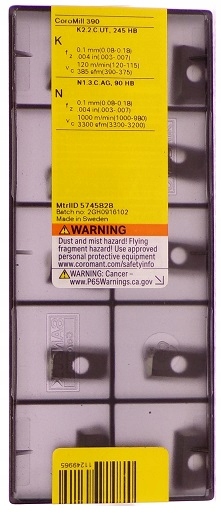 CoroMill 390
K2.2.C.UT, 245 HB
K
fz 0.1 mm(0.08-0.18)
.004 in(.003-.007)
vc 120 m/min(120-115)
385 sfm(390-375)
N1.3.C.AG, 90 HB
N
fz 0.1 mm(0.08-0.18)
.004 in(.003-.007)
vc 1000 m/min(1000-980)
3300 sfm(3300-3200)
MtrlID 5745828
Batch no: 2GH0916102
Made in Sweden
WARNING
Dust and mist hazard! Flying
fragment hazard! Use approved
personal protective equipment
www.coromant.com/safetyinfo
WARNING: Cancer -
www.P65Warnings.ca.gov
11249965